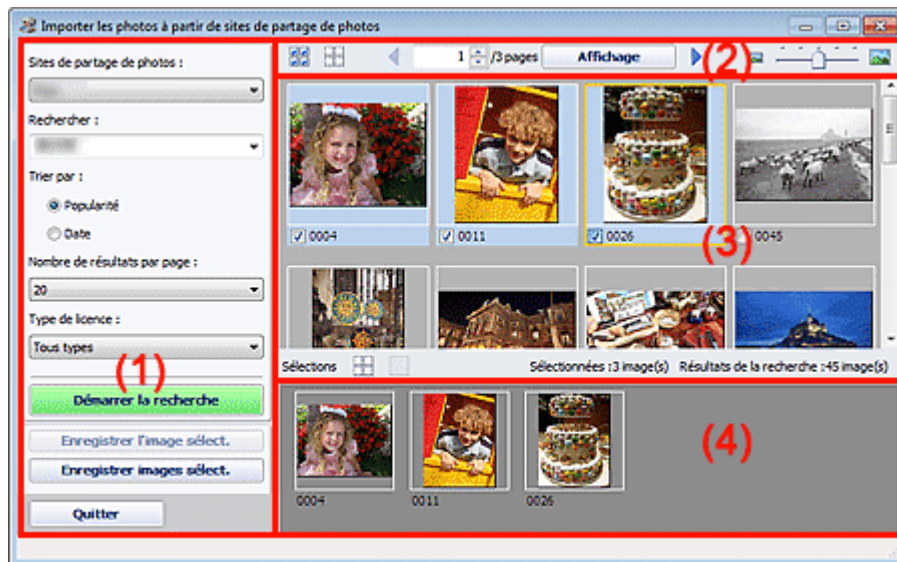 Importer les photos à partir de sites de partage de photos
Sites de partage de photos :
Rechercher :
Trier par :
Popularité
Date
Nombre de résultats par page :
20
Type de licence :
Tous types
(1)
Démarrer la recherche
Enregistrer l'image sélect.
Enregistrer images sélect.
Quitter
1 /3 pages Affichage
(2)
0004 0011 0026 0045
(3)
Sélections Sélectionnées :3 image(s) Résultats de la recherche :45 image(s)
0004 0011 0026
(4)